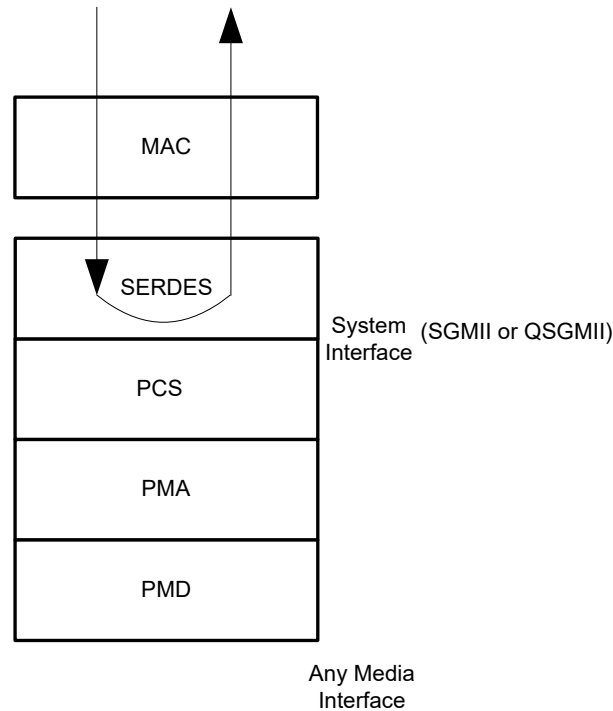 MAC
SERDES
System
Interface
(SGMII or QSGMII)
PCS
PMA
PMD
Any Media
Interface